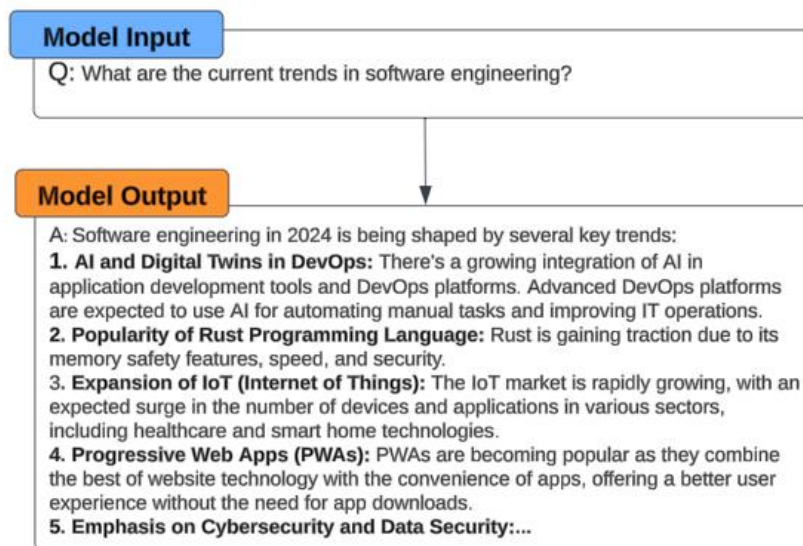 Model Input
Q: What are the current trends in software engineering?
Model Output
A: Software engineering in 2024 is being shaped by several key trends:
1. AI and Digital Twins in DevOps: There's a growing integration of AI in
application development tools and DevOps platforms. Advanced DevOps platforms
are expected to use AI for automating manual tasks and improving IT operations.
2. Popularity of Rust Programming Language: Rust is gaining traction due to its
memory safety features, speed, and security.
3. Expansion of IoT (Internet of Things): The IoT market is rapidly growing, with an
expected surge in the number of devices and applications in various sectors,
including healthcare and smart home technologies.
4. Progressive Web Apps (PWAs): PWAs are becoming popular as they combine
the best of website technology with the convenience of apps, offering a better user
experience without the need for app downloads.
5. Emphasis on Cybersecurity and Data Security:...